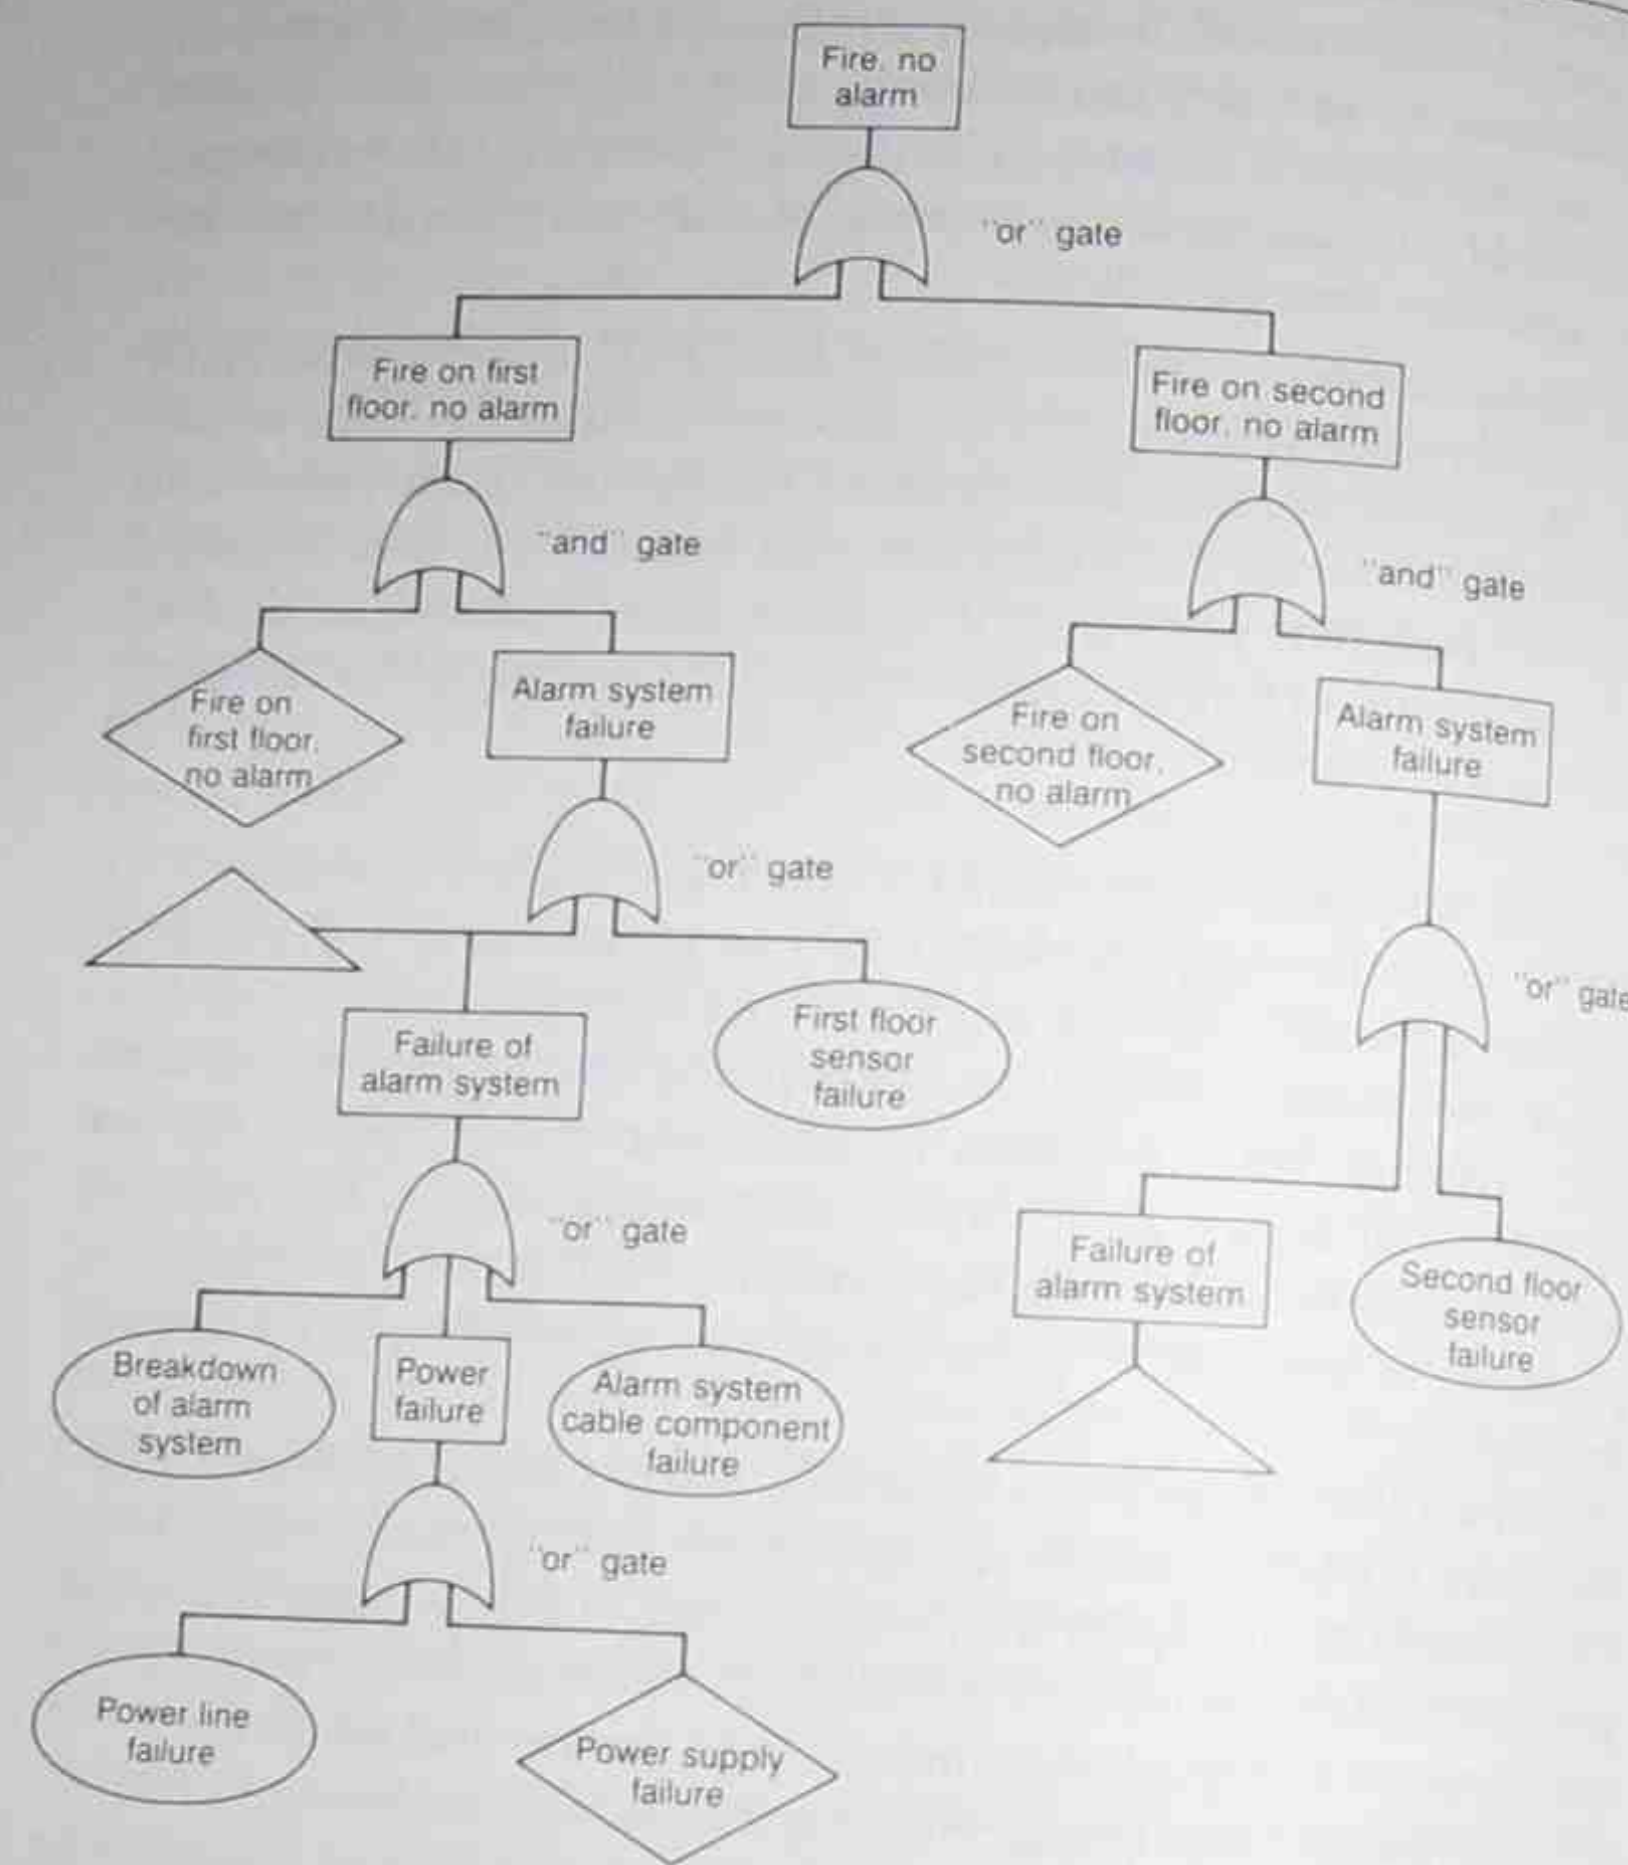 Fire, no
alarm
"or" gate
Fire on first
floor, no alarm
Fire on second
floor, no alarm
"and" gate
"and" gate
Fire on
first floor,
no alarm
Alarm system
failure
Fire on
second floor,
no alarm
Alarm system
failure
"or" gate
"or" gate
Failure of
alarm system
First floor
sensor
failure
"or" gate
Failure of
alarm system
Second floor
sensor
failure
Breakdown
of alarm
system
Power
failure
Alarm system
cable component
failure
"or" gate
Power line
failure
Power supply
failure